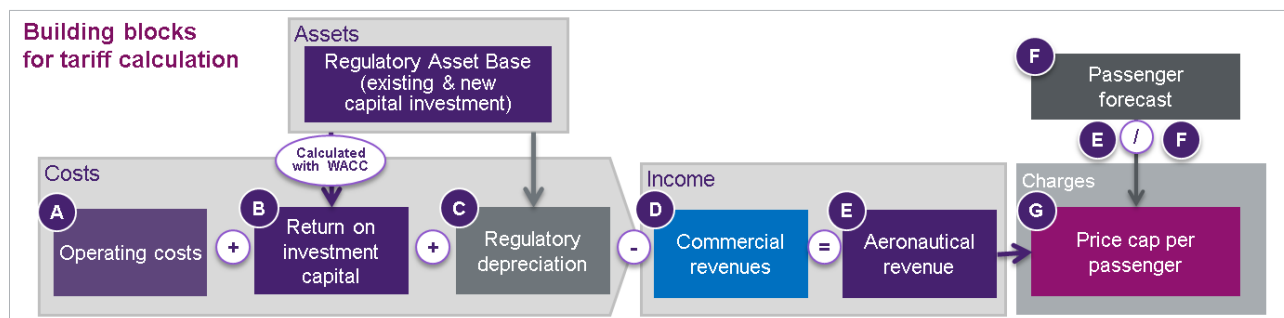 Building blocks
for tariff calculation
Assets
Regulatory Asset Base
(existing & new
capital investment)
F
Passenger
forecast
Calculated
with WACC
E / F
Costs
Income
Charges
A
Operating costs
+
B
Return on
investment
capital
+
C
Regulatory
depreciation
-
D
Commercial
revenues
=
E
Aeronautical
revenue
G
Price cap per
passenger